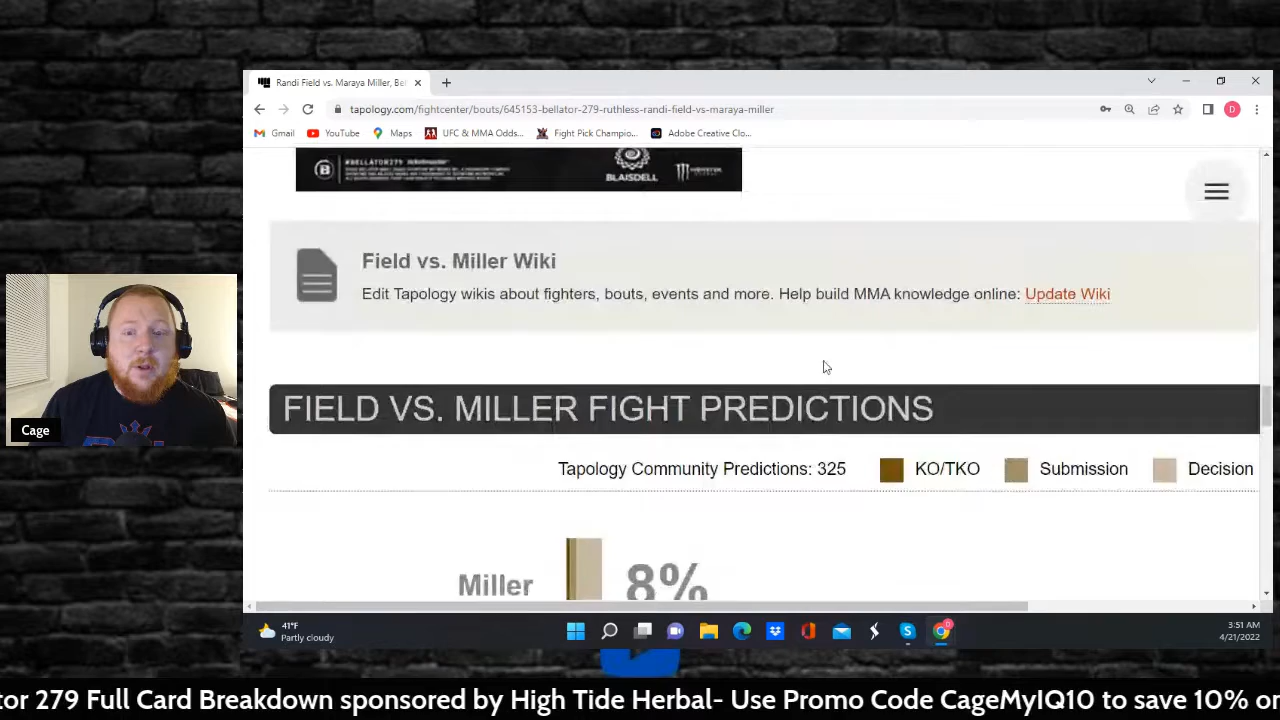 Randi Field vs. Maraya Miller, Bel
tapology.com/fightcenter/bouts/645153-bellator-279-ruthless-randi-field-vs-maraya-miller
D
Gmail YouTube Maps UFC & MMA Odds... Fight Pick Champio... Adobe Creative Clo...
B #BELLATOR279
BLAISDELL
Field vs. Miller Wiki
Edit Tapology wikis about fighters, bouts, events and more. Help build MMA knowledge online: Update Wiki
FIELD VS. MILLER FIGHT PREDICTIONS
Tapology Community Predictions: 325 KO/TKO Submission Decision
Miller 8%
Cage
41°F
Partly cloudy
3:51 AM
4/21/2022
tor 279 Full Card Breakdown sponsored by High Tide Herbal- Use Promo Code CageMyIQ10 to save 10% or